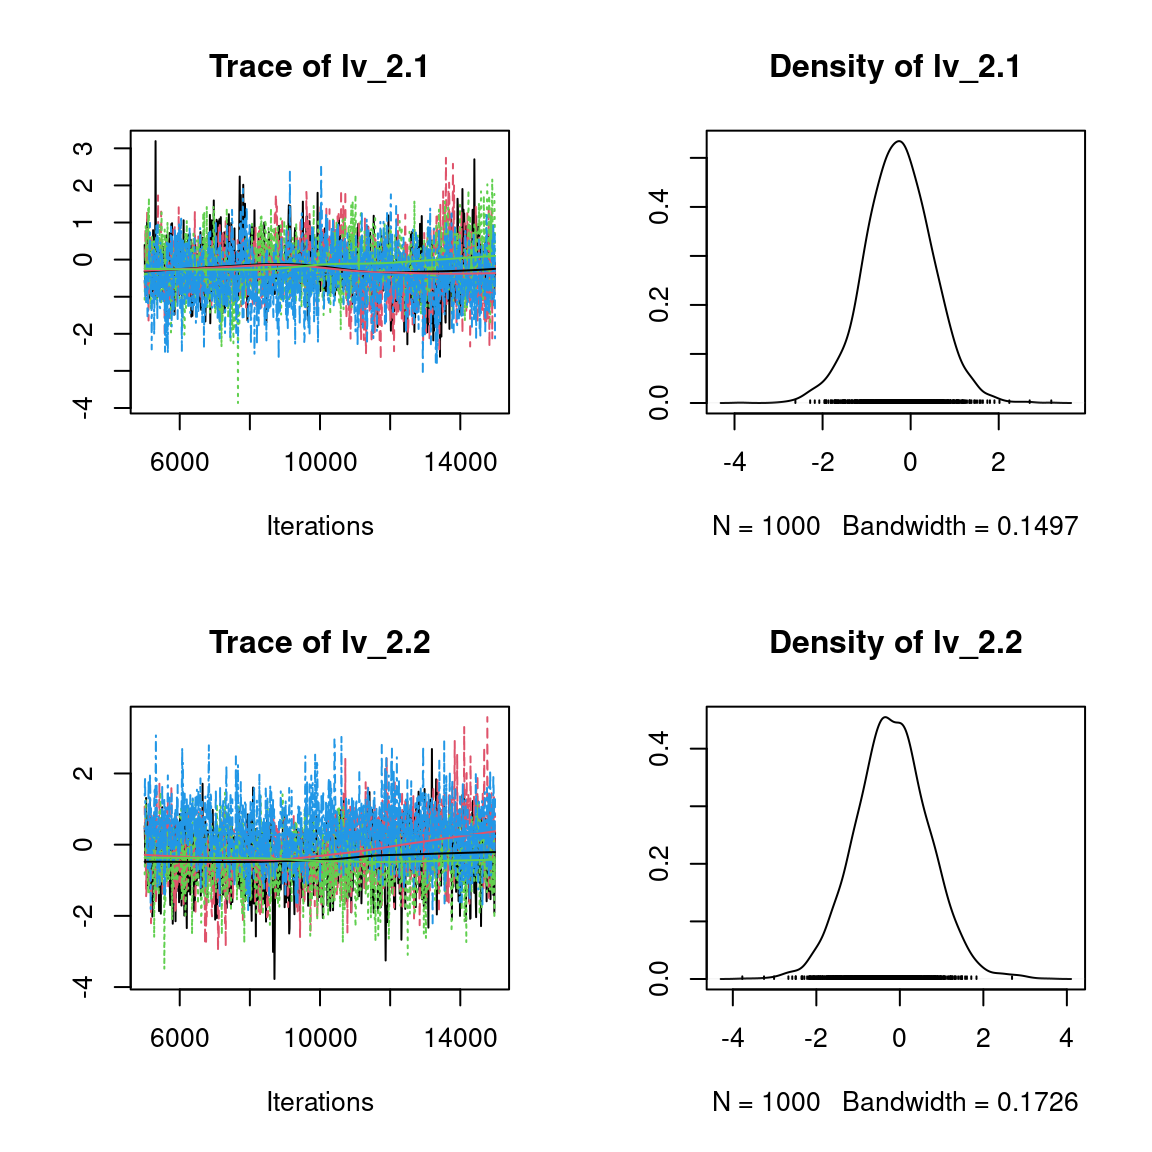 Trace of lv_2.1
3
2
1
0
-2
-4
6000 10000 14000
Iterations
Density of lv_2.1
0.4
0.2
0.0
-4 -2 0 2
N = 1000 Bandwidth = 0.1497
Trace of lv_2.2
2
0
-2
-4
6000 10000 14000
Iterations
Density of lv_2.2
0.4
0.2
0.0
-4 -2 0 2 4
N = 1000 Bandwidth = 0.1726